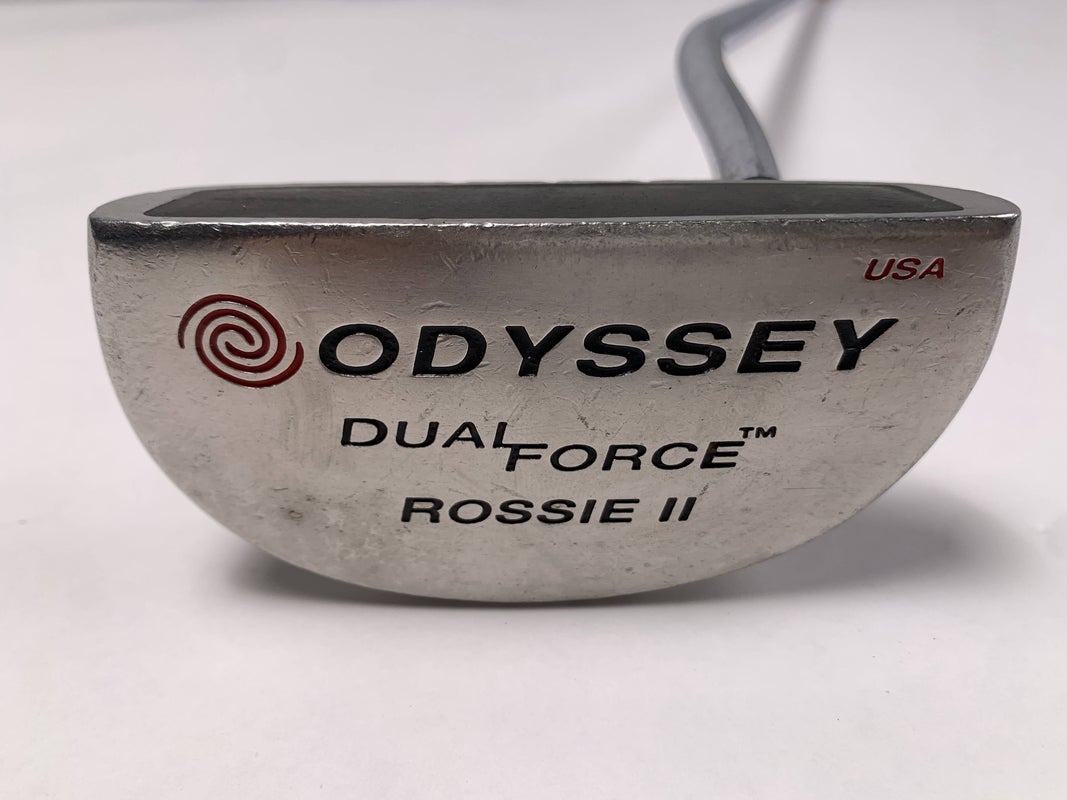 USA
ODYSSEY
DUAL FORCE™
ROSSIE II